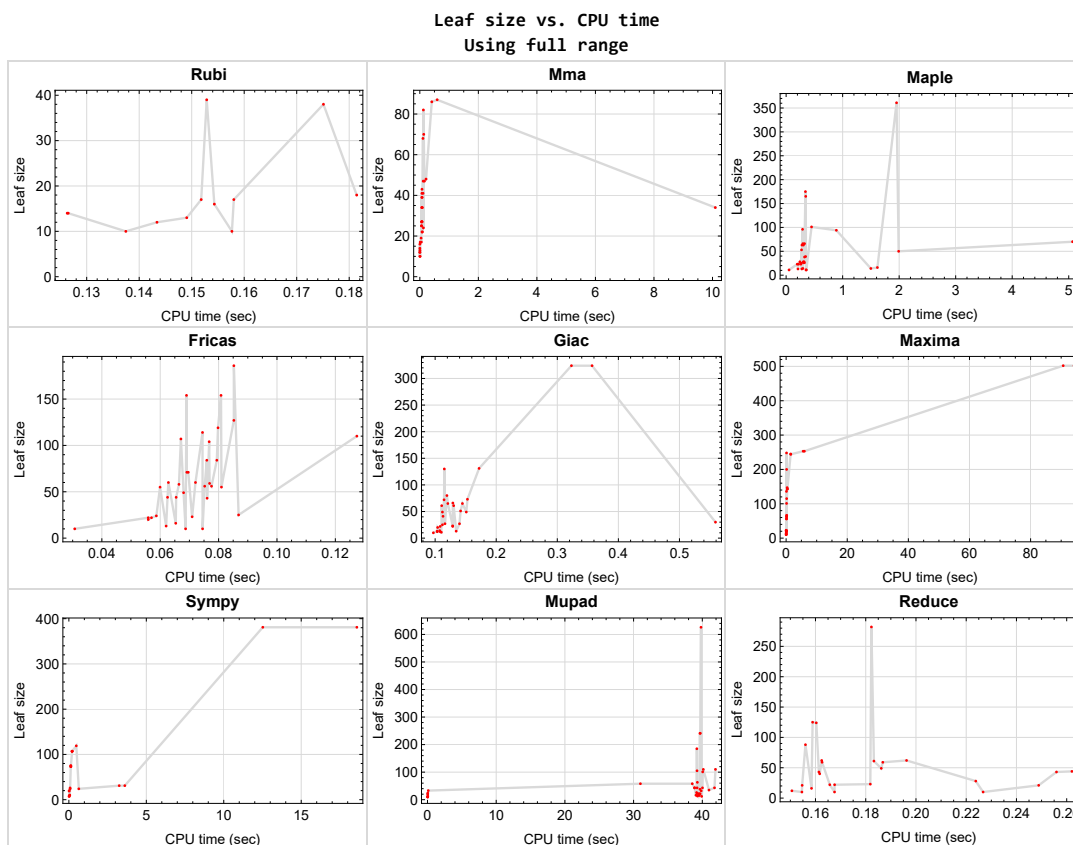 Leaf size vs. CPU time
Using full range
Rubi
Leaf size
40
30
20
10
0
0.13 0.14 0.15 0.16 0.17 0.18
CPU time (sec)
Mma
Leaf size
80
60
40
20
0
0 2 4 6 8 10
CPU time (sec)
Maple
Leaf size
350
300
250
200
150
100
50
0
0 1 2 3 4 5
CPU time (sec)
Fricas
Leaf size
150
100
50
0
0.04 0.06 0.08 0.10 0.12
CPU time (sec)
Giac
Leaf size
300
250
200
150
100
50
0
0.1 0.2 0.3 0.4 0.5
CPU time (sec)
Maxima
Leaf size
500
400
300
200
100
0
0 20 40 60 80
CPU time (sec)
Sympy
Leaf size
400
300
200
100
0
0 5 10 15
CPU time (sec)
Mupad
Leaf size
600
500
400
300
200
100
0
0 10 20 30 40
CPU time (sec)
Reduce
Leaf size
250
200
150
100
50
0
0.16 0.18 0.20 0.22 0.24
CPU time (sec)